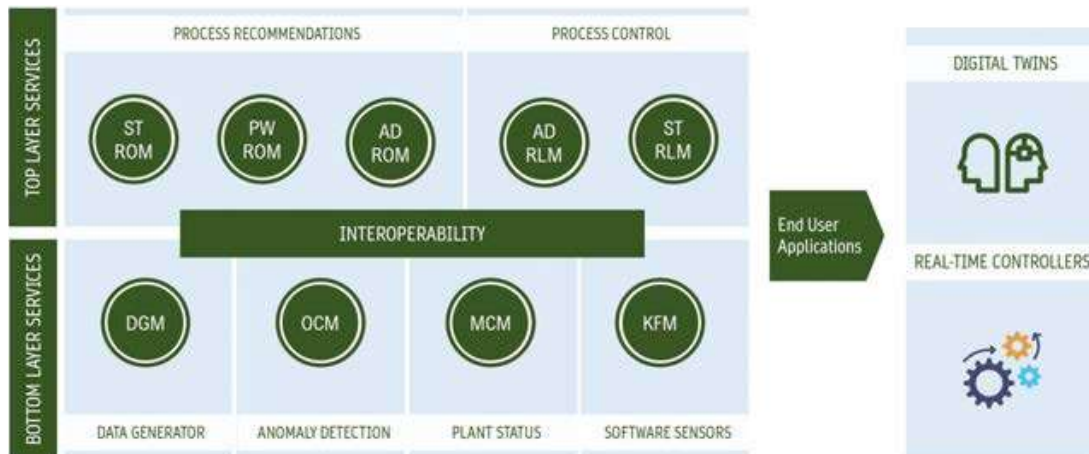 TOP LAYER SERVICES
PROCESS RECOMMENDATIONS
PROCESS CONTROL
ST
ROM
PW
ROM
AD
ROM
AD
RLM
ST
RLM
INTEROPERABILITY
BOTTOM LAYER SERVICES
DGM
OCM
MCM
KFM
DATA GENERATOR
ANOMALY DETECTION
PLANT STATUS
SOFTWARE SENSORS
End User
Applications
DIGITAL TWINS
REAL-TIME CONTROLLERS